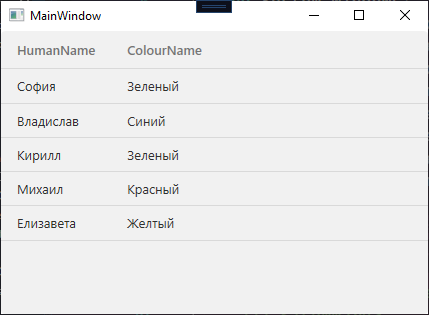 MainWindow
HumanName ColourName
София Зеленый
Владислав Синий
Кирилл Зеленый
Михаил Красный
Елизавета Желтый